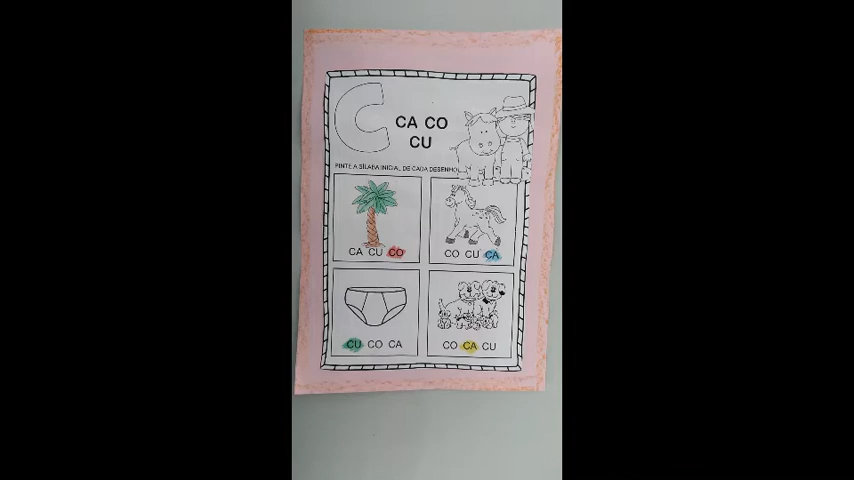 C
CA CO
CU
PINTE A SÍLABA INICIAL DE CADA DESENHO
CA CU CO
CO CU CA
CU CO CA
CO CA CU